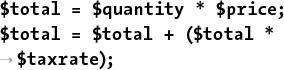 $total = $quantity * $price;
$total = $total + ($total *
→ $taxrate);